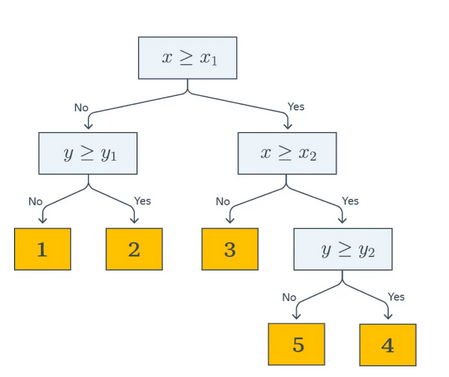 x ≥ x₁
No Yes
y ≥ y₁ x ≥ x₂
No Yes No Yes
1 2 3 y ≥ y₂
No Yes
5 4